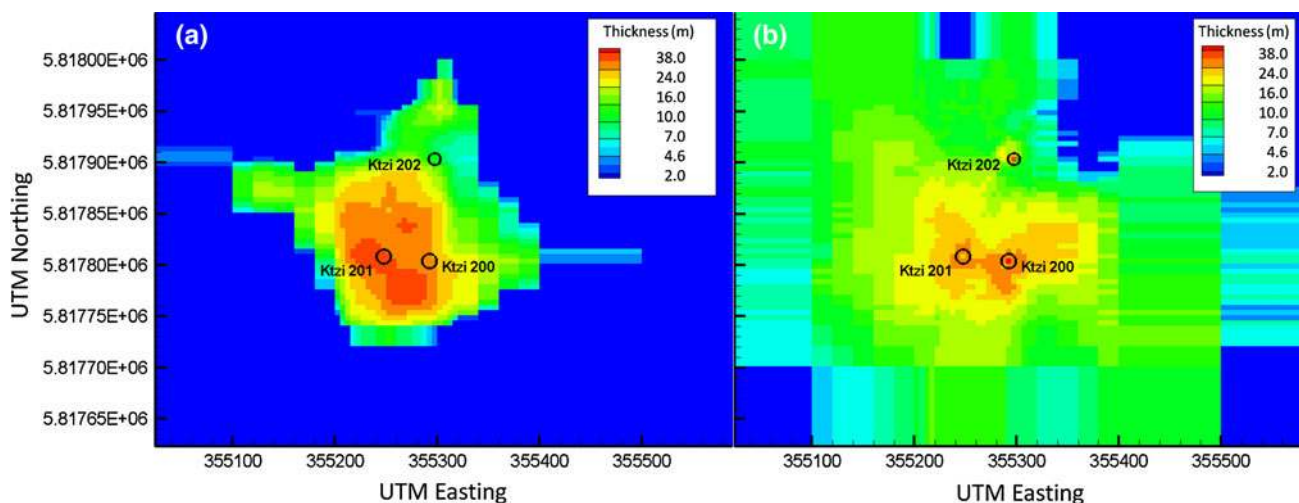 (a)
Thickness (m)
38.0
24.0
16.0
10.0
7.0
4.6
2.0
(b)
Thickness (m)
38.0
24.0
16.0
10.0
7.0
4.6
2.0
UTM Northing
5.81800E+06
5.81795E+06
5.81790E+06
5.81785E+06
5.81780E+06
5.81775E+06
5.81770E+06
5.81765E+06
Ktzi 202
Ktzi 201
Ktzi 200
Ktzi 202
Ktzi 201
Ktzi 200
355100 355200 355300 355400 355500
355100 355200 355300 355400 355500
UTM Easting
UTM Easting